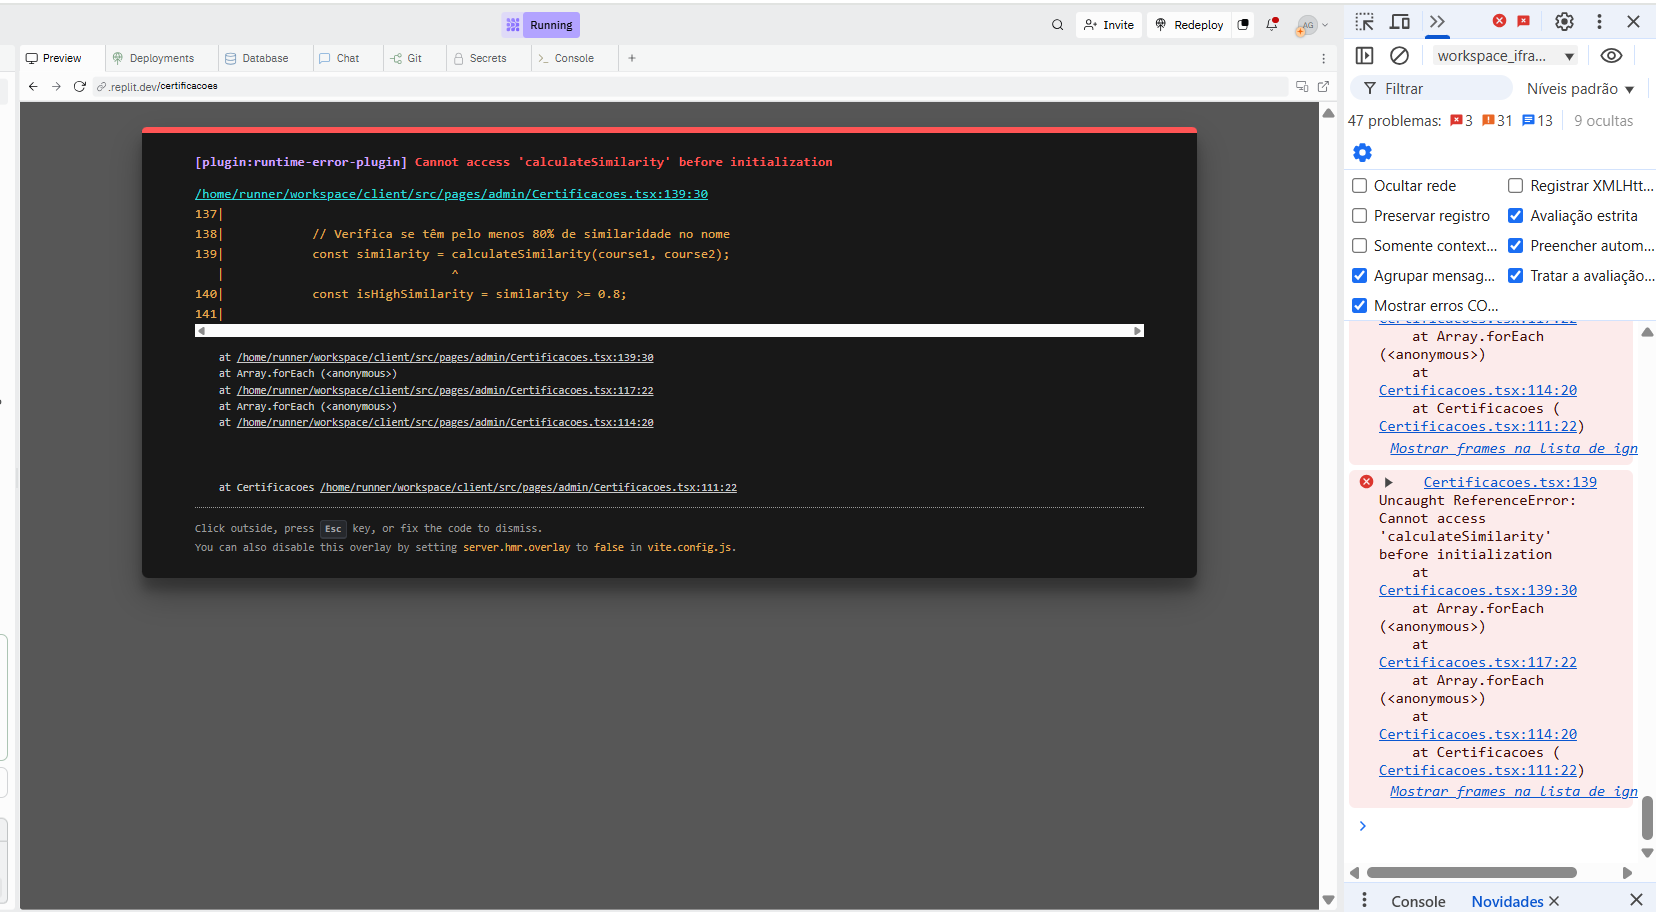 Running
Invite
Redeploy
AG
Preview
Deployments
Database
Chat
Git
Secrets
Console
.replit.dev/certificacoes
[plugin:runtime-error-plugin] Cannot access 'calculateSimilarity' before initialization
/home/runner/workspace/client/src/pages/admin/Certificacoes.tsx:139:30
137|
138|            // Verifica se têm pelo menos 80% de similaridade no nome
139|            const similarity = calculateSimilarity(course1, course2);
   |                               ^
140|            const isHighSimilarity = similarity >= 0.8;
141|
at /home/runner/workspace/client/src/pages/admin/Certificacoes.tsx:139:30
at Array.forEach (<anonymous>)
at /home/runner/workspace/client/src/pages/admin/Certificacoes.tsx:117:22
at Array.forEach (<anonymous>)
at /home/runner/workspace/client/src/pages/admin/Certificacoes.tsx:114:20
at Certificacoes /home/runner/workspace/client/src/pages/admin/Certificacoes.tsx:111:22
Click outside, press Esc key, or fix the code to dismiss.
You can also disable this overlay by setting server.hmr.overlay to false in vite.config.js.
workspace_ifra...
Filtrar
Níveis padrão
47 problemas: 3 31 13 9 ocultas
Ocultar rede
Registrar XMLHtt...
Preservar registro
Avaliação estrita
Somente context...
Preencher autom...
Agrupar mensag...
Tratar a avaliação...
Mostrar erros CO...
Certificacoes.tsx:117:22
at Array.forEach
(<anonymous>)
at
Certificacoes.tsx:114:20
at Certificacoes (
Certificacoes.tsx:111:22)
Mostrar frames na lista de ign
Certificacoes.tsx:139
Uncaught ReferenceError:
Cannot access
'calculateSimilarity'
before initialization
at
Certificacoes.tsx:139:30
at Array.forEach
(<anonymous>)
at
Certificacoes.tsx:117:22
at Array.forEach
(<anonymous>)
at
Certificacoes.tsx:114:20
at Certificacoes (
Certificacoes.tsx:111:22)
Mostrar frames na lista de ign
Console
Novidades